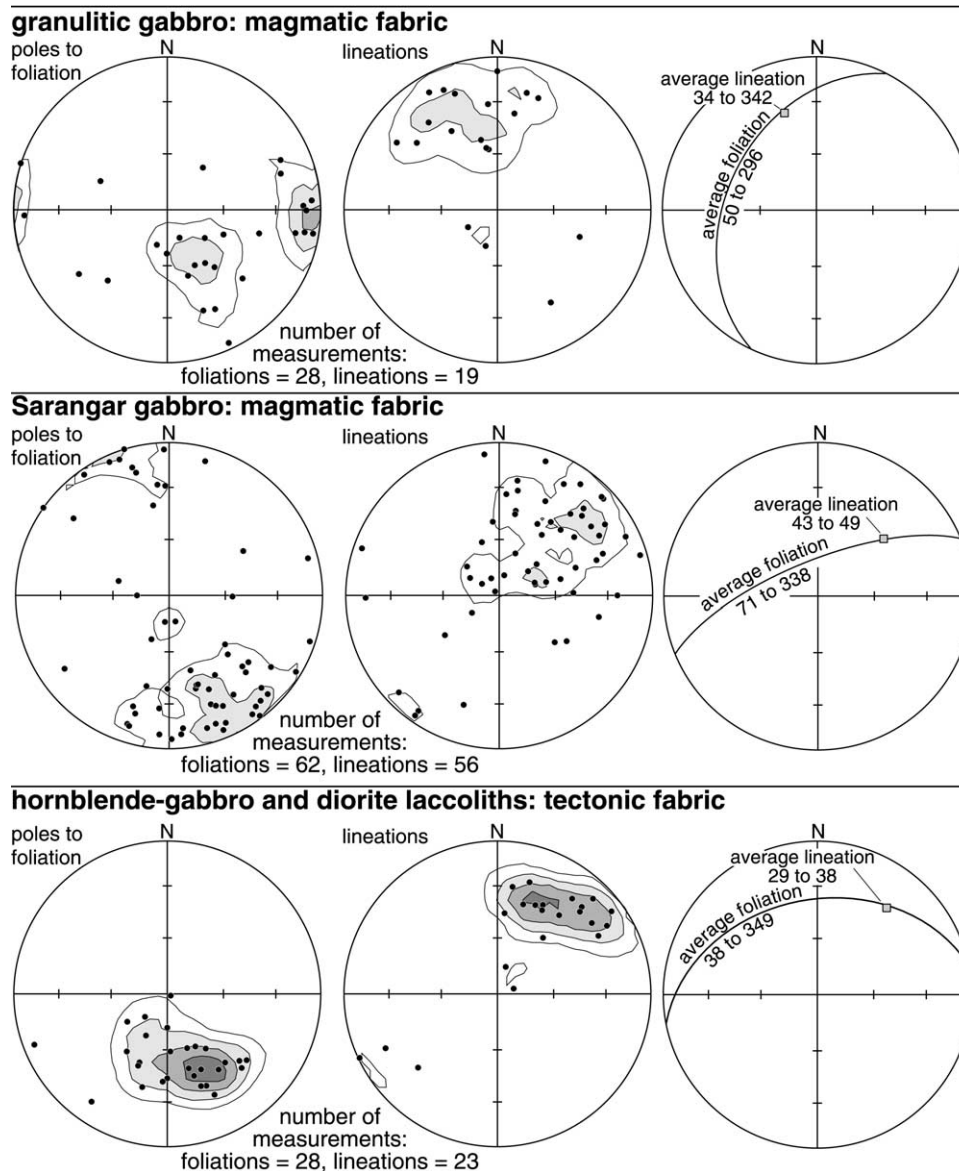 granulitic gabbro: magmatic fabric
poles to
foliation
N
lineations
N
average lineation
34 to 342
average foliation
50 to 296
number of
measurements:
foliations = 28, lineations = 19
Sarangar gabbro: magmatic fabric
poles to
foliation
N
lineations
N
N
average lineation
43 to 49
average foliation
71 to 338
number of
measurements:
foliations = 62, lineations = 56
hornblende-gabbro and diorite laccoliths: tectonic fabric
poles to
foliation
N
lineations
N
N
average lineation
29 to 38
average foliation
38 to 349
number of
measurements:
foliations = 28, lineations = 23